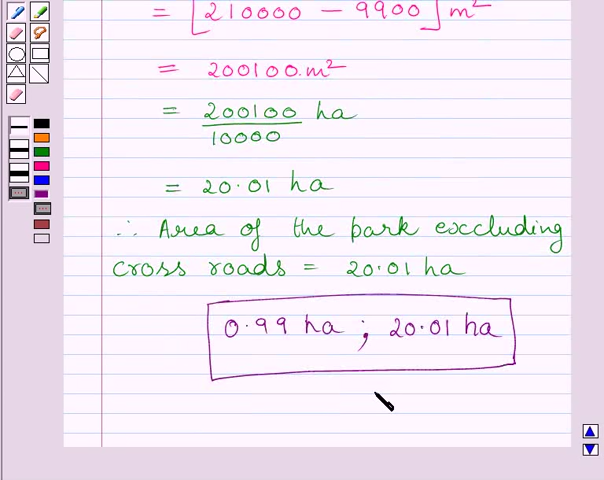 = [210000 - 9900] m²
= 200100.m²
= 200100/10000 ha
= 20.01 ha
∴ Area of the park excluding
cross roads = 20.01 ha
0.99 ha ; 20.01 ha